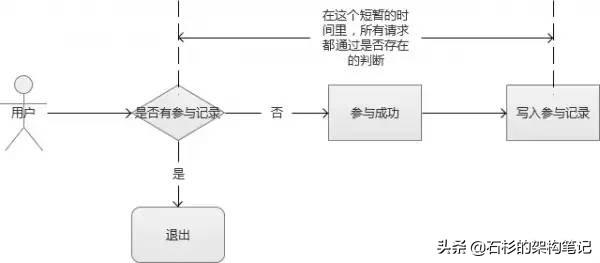 在这个短暂的时
间里，所有请求
都通过是否存在
的判断
用户
是否有参与记录
否
参与成功
写入参与记录
是
退出
头条 @石杉的架构笔记